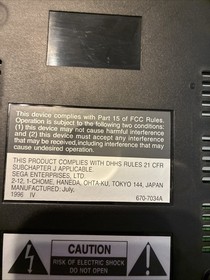 This device complies with Part 15 of FCC Rules.
Operation is subject to the following two conditions:
(1) this device may not cause harmful interference
and (2) this device must accept any interference
that may be received,including interference that may
cause undesired operation.
THIS PRODUCT COMPLIES WITH DHHS RULES 21 CFR
SUBCHAPTER J APPLICABLE.
SEGA ENTERPRISES, LTD.
2-12, 1-CHOME, HANEDA, OHTA-KU, TOKYO 144, JAPAN
MANUFACTURED: July.
1996 IV
670-7034A
CAUTION
RISK OF ELECTRIC SHOCK
DO NOT OPEN